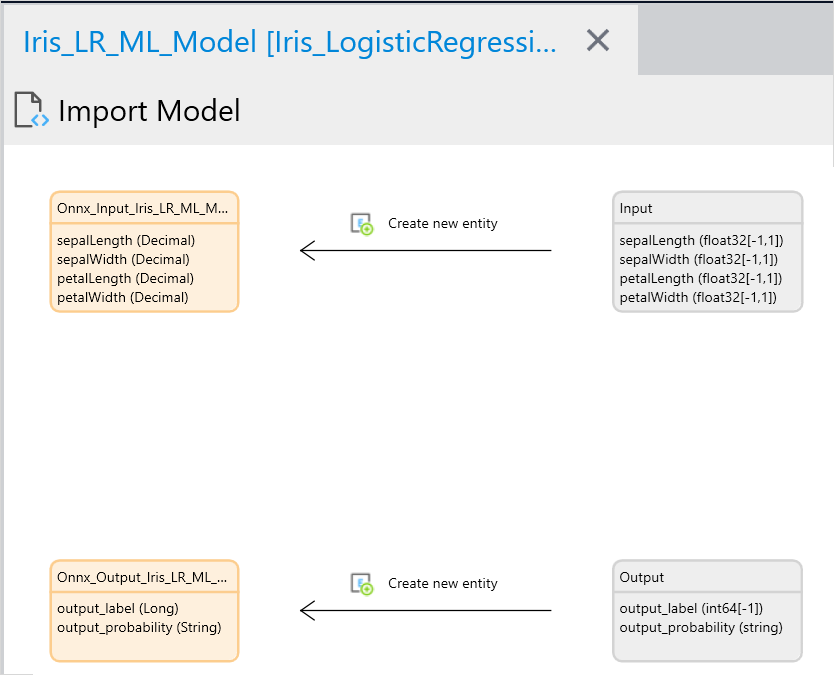 Iris_LR_ML_Model [Iris_LogisticRegressi...
Import Model
Onnx_Input_Iris_LR_ML_M...
sepalLength (Decimal)
sepalWidth (Decimal)
petalLength (Decimal)
petalWidth (Decimal)
Create new entity
Input
sepalLength (float32[-1,1])
sepalWidth (float32[-1,1])
petalLength (float32[-1,1])
petalWidth (float32[-1,1])
Onnx_Output_Iris_LR_ML_...
output_label (Long)
output_probability (String)
Create new entity
Output
output_label (int64[-1])
output_probability (string)